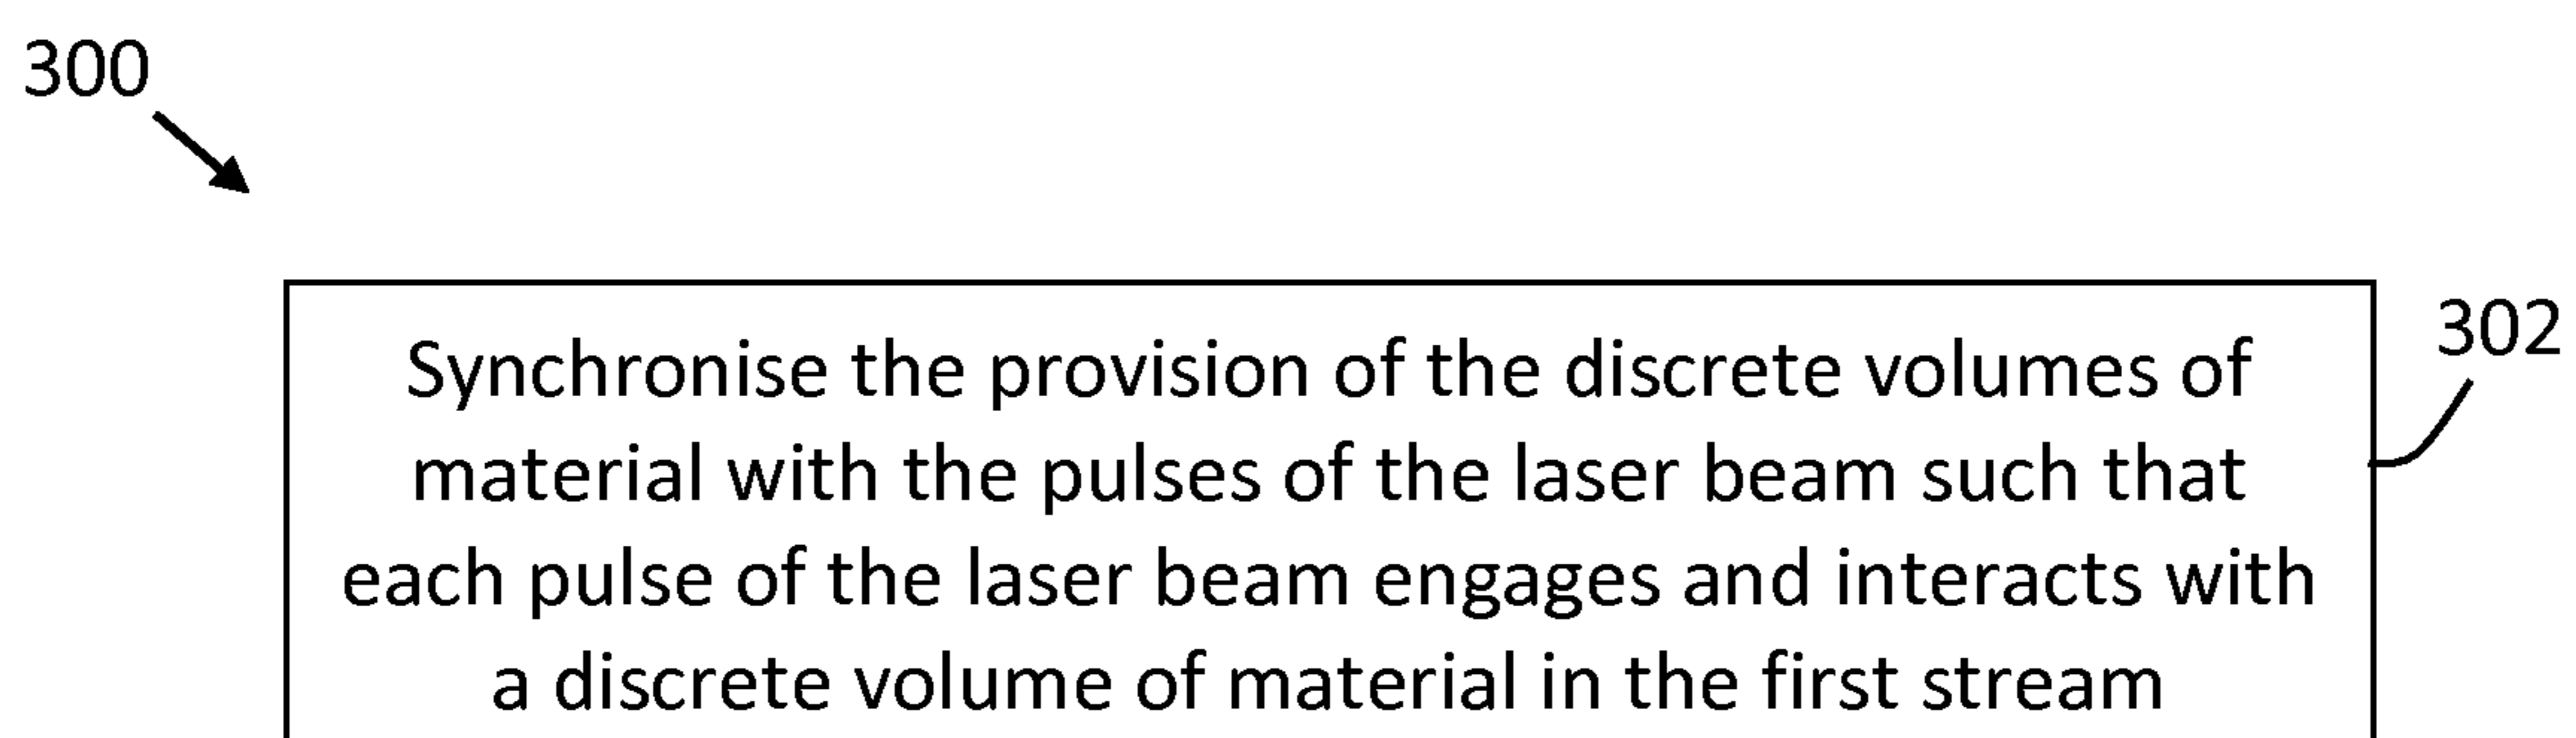 300
302
Synchronise the provision of the discrete volumes of
material with the pulses of the laser beam such that
each pulse of the laser beam engages and interacts with
a discrete volume of material in the first stream